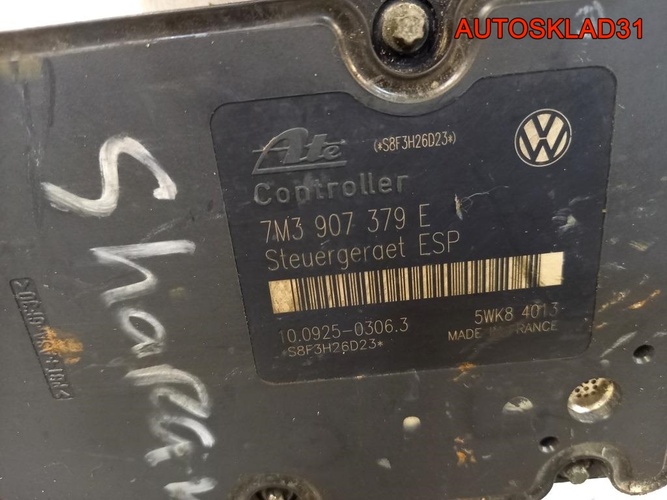 AUTOSKLAD31
Ate
(*S8F3H26D23*)
Controller
7M3 907 379 E
Steuergeraet ESP
10.0925-0306.3
5WK8 4013
*S8F3H26D23*
MADE IN FRANCE
Sharan